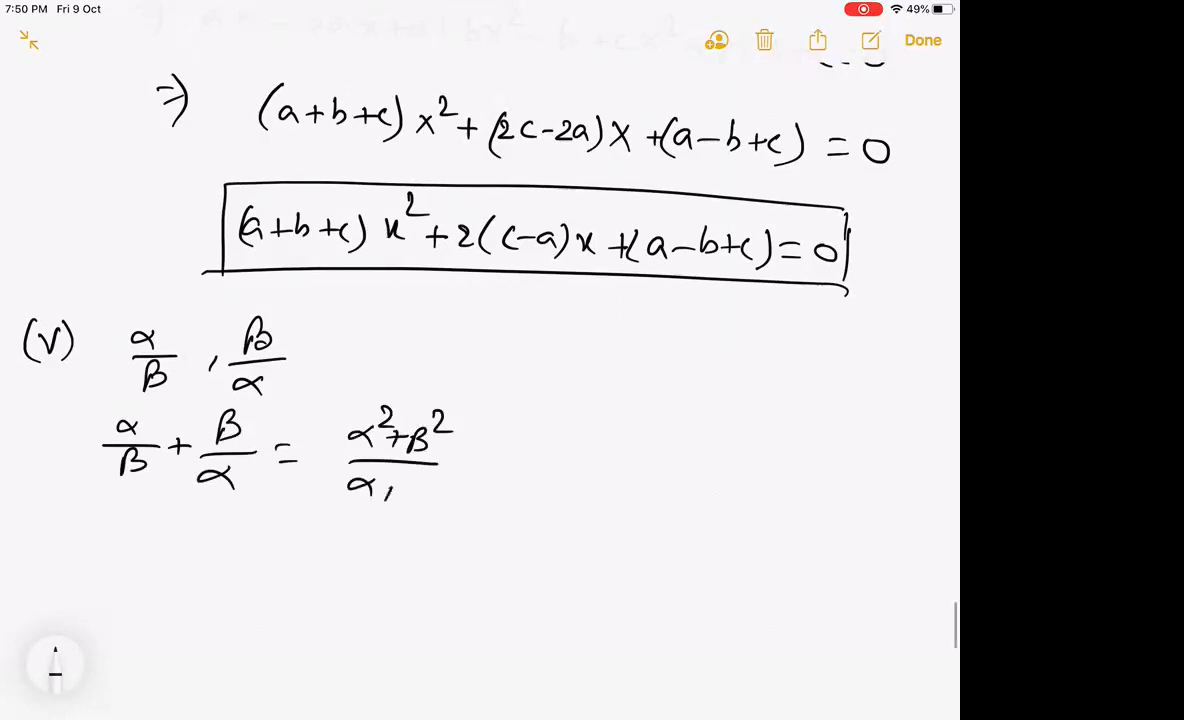 7:50 PM Fri 9 Oct
49%
Done
⇒ (a+b+c)x²+(2c-2a)x+(a-b+c)=0
(a+b+c)x²+2(c-a)x+(a-b+c)=0
(V) α/β , β/α
α/β + β/α = α²+β²/α